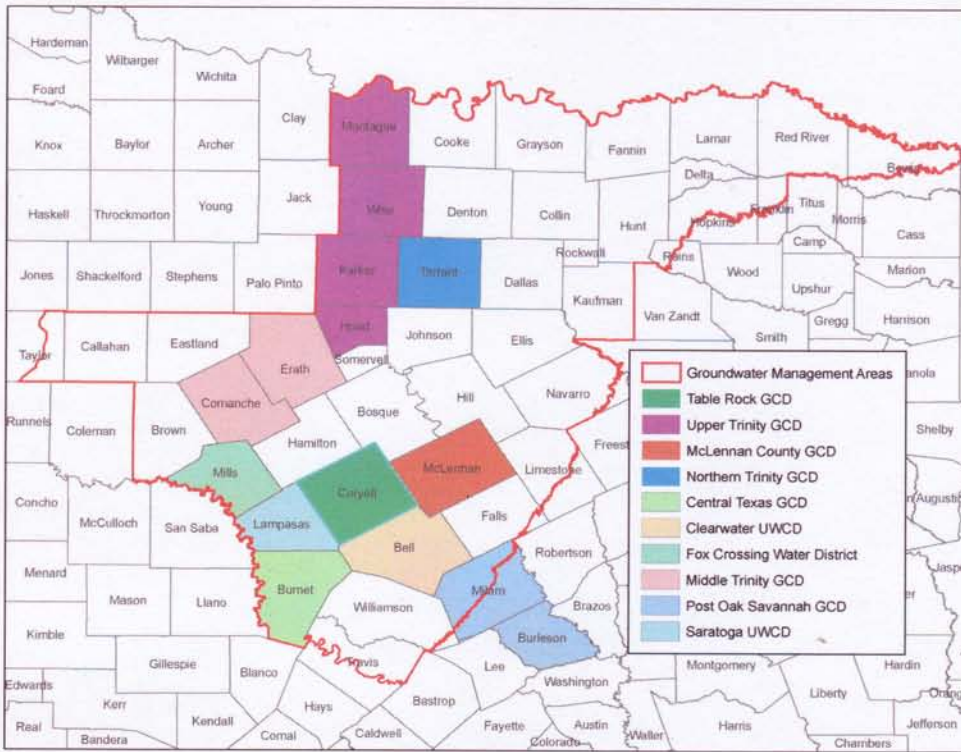 Hardeman
Wilbarger
Wichita
Foard
Clay
Montague
Cooke
Grayson
Fannin
Lamar
Red River
Bowie
Knox
Baylor
Archer
Delta
Jack
Wise
Denton
Collin
Hunt
Hopkins
Franklin
Titus
Morris
Cass
Haskell
Throckmorton
Young
Rockwall
Rains
Wood
Camp
Marion
Upshur
Jones
Shackelford
Stephens
Palo Pinto
Parker
Tarrant
Dallas
Kaufman
Van Zandt
Gregg
Harrison
Smith
Taylor
Callahan
Eastland
Hood
Johnson
Ellis
Somervell
Erath
Comanche
Bosque
Hill
Navarro
Runnels
Coleman
Brown
Hamilton
McLennan
Limestone
Freest
Mills
Coryell
Concho
McCulloch
San Saba
Lampasas
Bell
Falls
Robertson
Menard
Mason
Llano
Burnet
Williamson
Milam
Brazos
Kimble
Burleson
Gillespie
Blanco
Travis
Lee
Washington
Edwards
Kerr
Hays
Bastrop
Real
Bandera
Kendall
Comal
Caldwell
Fayette
Colorado
Austin
Waller
Montgomery
Harris
Liberty
Hardin
Orang
Jefferson
Chambers
anola
Shelby
Augustin
Jaspe
er
Groundwater Management Areas
Table Rock GCD
Upper Trinity GCD
McLennan County GCD
Northern Trinity GCD
Central Texas GCD
Clearwater UWCD
Fox Crossing Water District
Middle Trinity GCD
Post Oak Savannah GCD
Saratoga UWCD